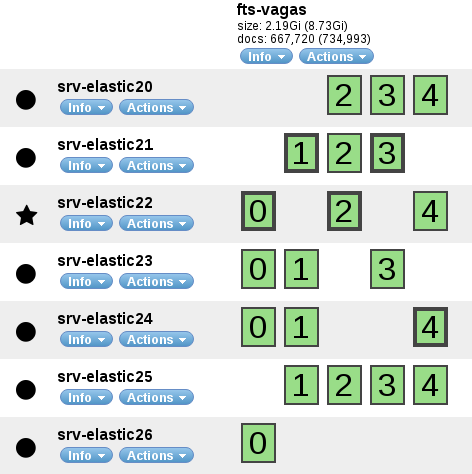 fts-vagas
size: 2.19Gi (8.73Gi)
docs: 667,720 (734,993)
Info Actions
srv-elastic20
Info Actions 2 3 4
srv-elastic21
Info Actions 1 2 3
srv-elastic22
Info Actions 0 2 4
srv-elastic23
Info Actions 0 1 3
srv-elastic24
Info Actions 0 1 4
srv-elastic25
Info Actions 1 2 3 4
srv-elastic26
Info Actions 0